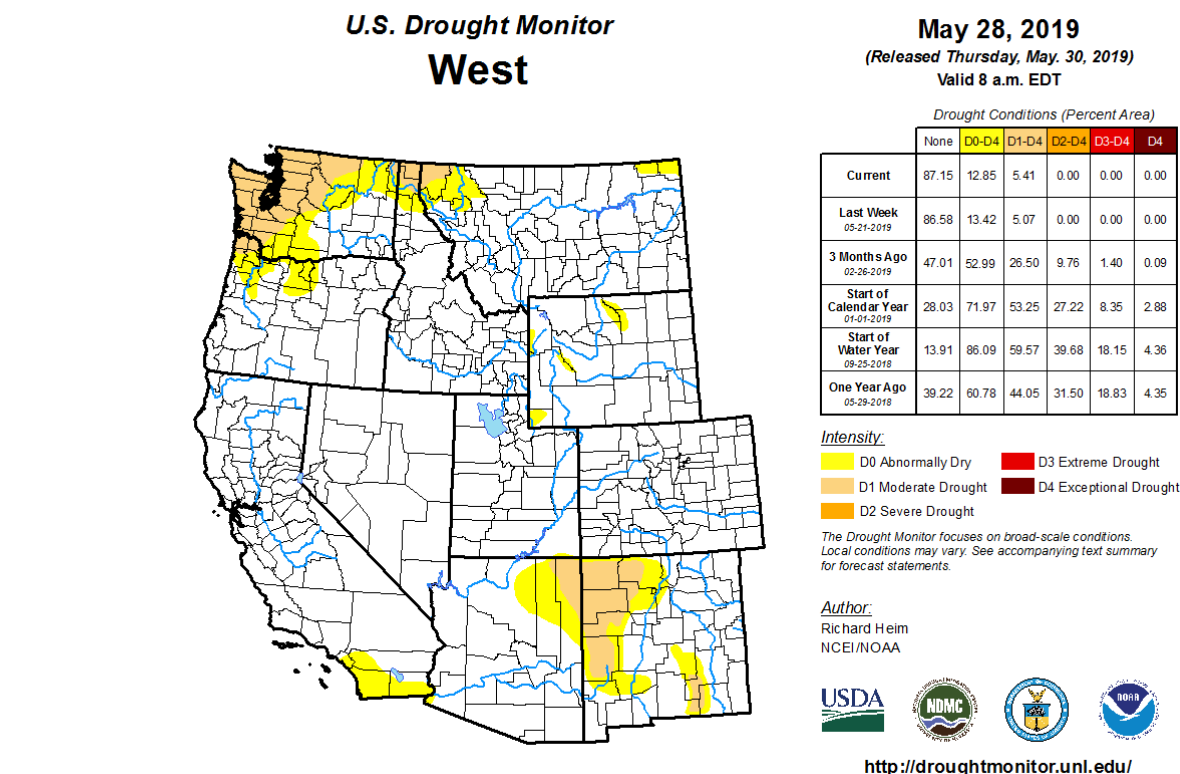 U.S. Drought Monitor
West
May 28, 2019
(Released Thursday, May. 30, 2019)
Valid 8 a.m. EDT
Drought Conditions (Percent Area)
None D0-D4 D1-D4 D2-D4 D3-D4 D4
Current 87.15 12.85 5.41 0.00 0.00 0.00
Last Week
05-21-2019 86.58 13.42 5.07 0.00 0.00 0.00
3 Months Ago
02-26-2019 47.01 52.99 26.50 9.76 1.40 0.09
Start of
Calendar Year
01-01-2019 28.03 71.97 53.25 27.22 8.35 2.88
Start of
Water Year
09-25-2018 13.91 86.09 59.57 39.68 18.15 4.36
One Year Ago
05-29-2018 39.22 60.78 44.05 31.50 18.83 4.35
Intensity:
D0 Abnormally Dry
D1 Moderate Drought
D2 Severe Drought
D3 Extreme Drought
D4 Exceptional Drought
The Drought Monitor focuses on broad-scale conditions.
Local conditions may vary. See accompanying text summary
for forecast statements.
Author:
Richard Heim
NCEI/NOAA
USDA
NDMC
NOAA
http://droughtmonitor.unl.edu/